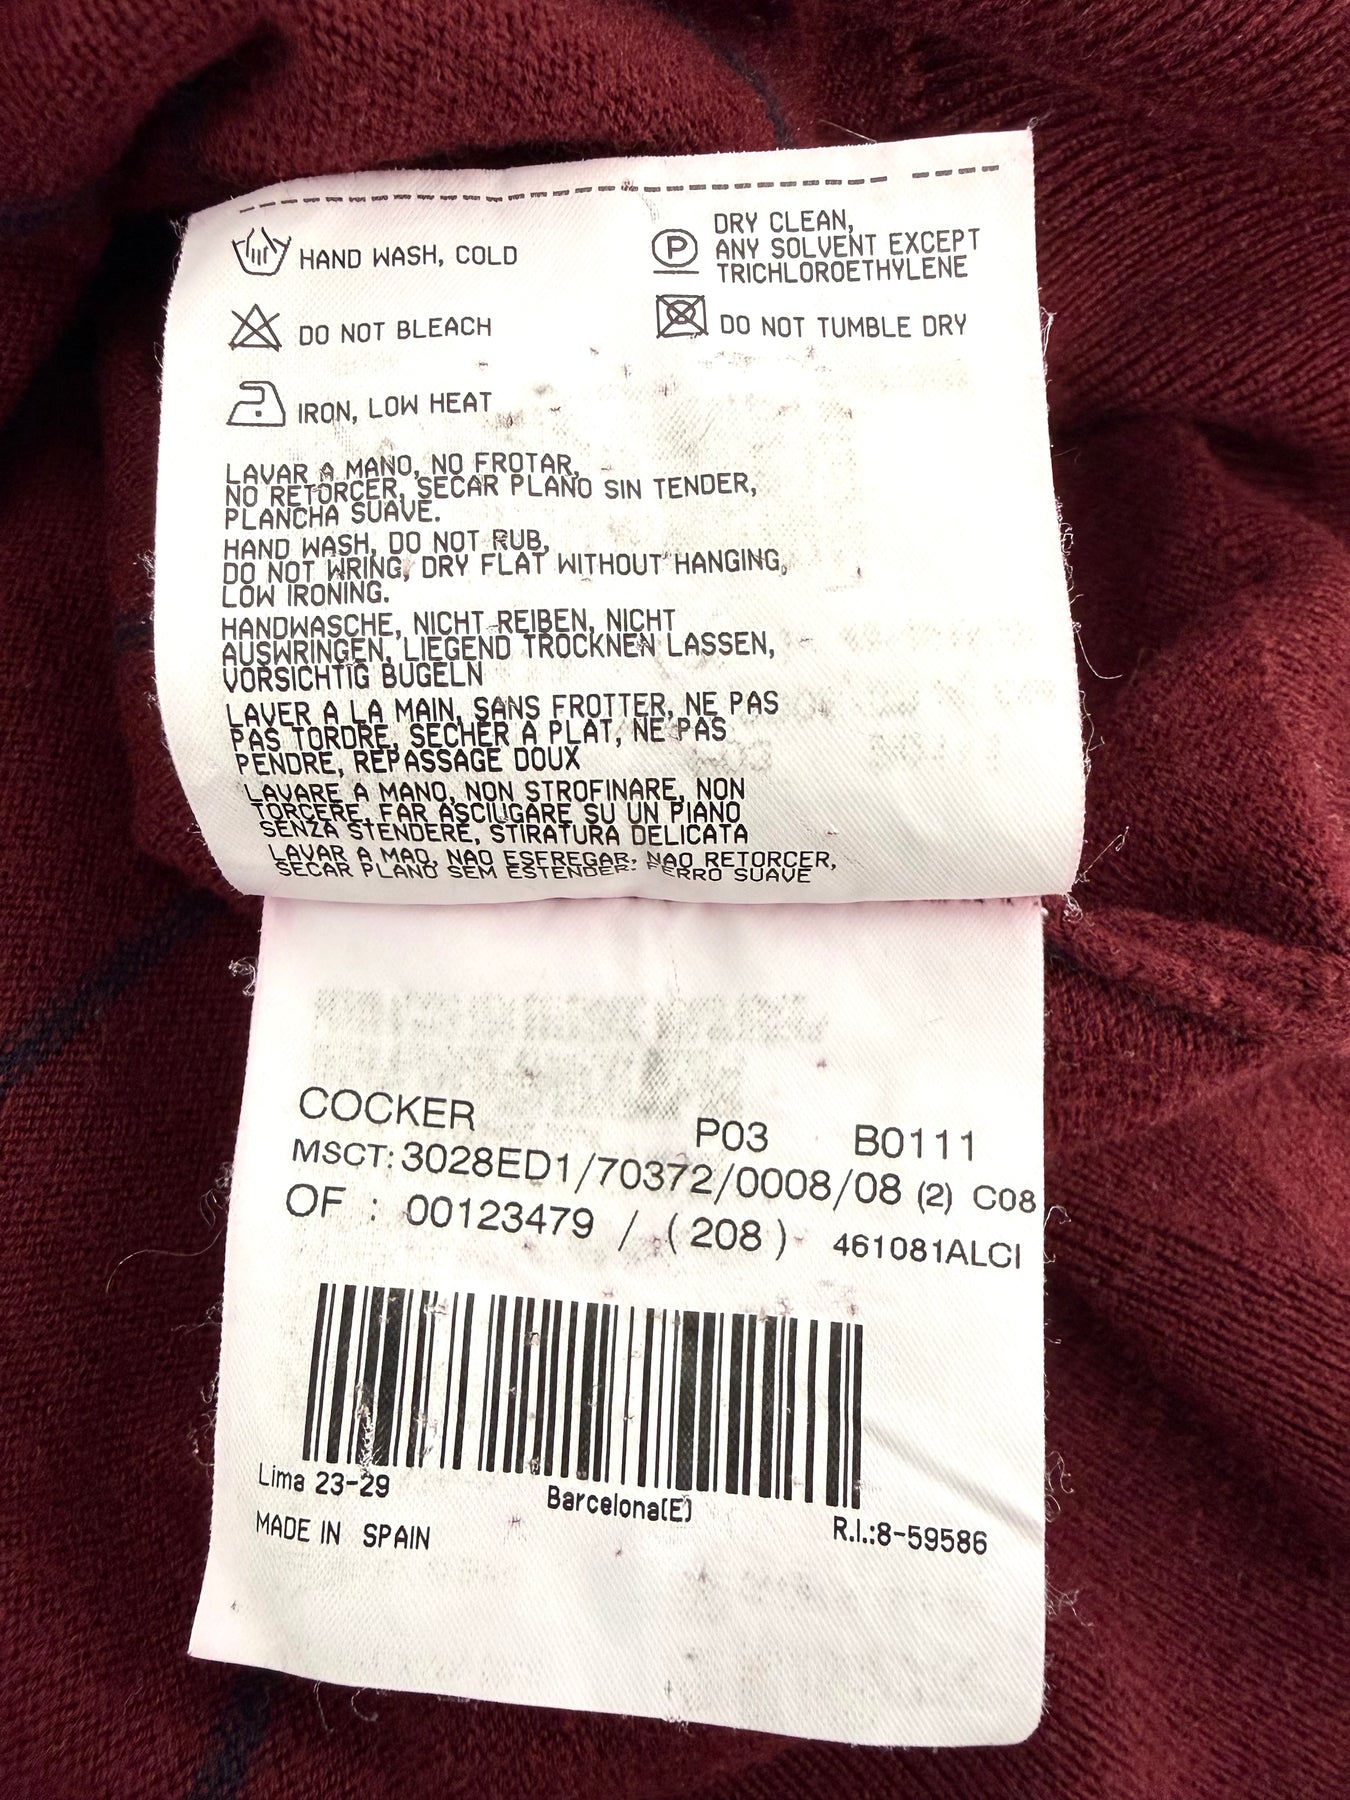 HAND WASH, COLD
DRY CLEAN,
ANY SOLVENT EXCEPT
TRICHLOROETHYLENE
DO NOT BLEACH
DO NOT TUMBLE DRY
IRON, LOW HEAT
LAVAR A MANO, NO FROTAR,
NO RETORCER, SECAR PLANO SIN TENDER,
PLANCHA SUAVE.
HAND WASH, DO NOT RUB,
DO NOT WRING, DRY FLAT WITHOUT HANGING,
LOW IRONING.
HANDWASCHE, NICHT REIBEN, NICHT
AUSWRINGEN, LIEGEND TROCKNEN LASSEN,
VORSICHTIG BUGELN
LAVER A LA MAIN, SANS FROTTER, NE PAS
PAS TORDRE, SECHER A PLAT, NE PAS
PENDRE, REPASSAGE DOUX
LAVARE A MANO, NON STROFINARE, NON
TORCERE, FAR ASCIUGARE SU UN PIANO
SENZA STENDERE, STIRATURA DELICATA
LAVAR A MAO, NAO ESFREGAR, NAO RETORCER,
SECAR PLANO SEM ESTENDER. FERRO SUAVE
COCKER P03 B0111
MSCT: 3028ED1/70372/0008/08 (2) C08
OF : 00123479 / (208) 461081ALCI
Lima 23-29 Barcelona(E) R.I.:8-59586
MADE IN SPAIN